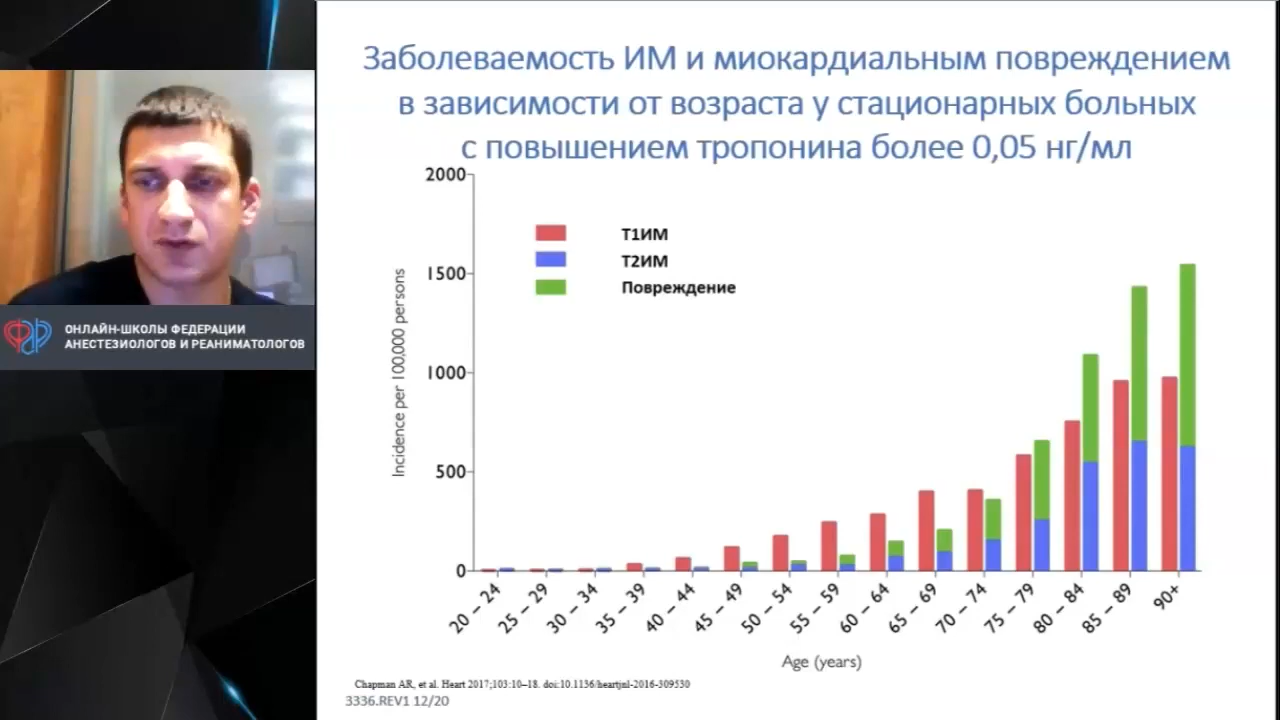 Заболеваемость ИМ и миокардиальным повреждением
в зависимости от возраста у стационарных больных
с повышением тропонина более 0,05 нг/мл
ОНЛАЙН-ШКОЛЫ ФЕДЕРАЦИИ
АНЕСТЕЗИОЛОГОВ И РЕАНИМАТОЛОГОВ
Incidence per 100,000 persons
2000
1500
1000
500
0
Т1ИМ
Т2ИМ
Повреждение
20 – 24
25 – 29
30 – 34
35 – 39
40 – 44
45 – 49
50 – 54
55 – 59
60 – 64
65 – 69
70 – 74
75 – 79
80 – 84
85 – 89
90+
Age (years)
Chapman AR, et al. Heart 2017;103:10–18. doi:10.1136/heartjnl-2016-309530
3336.REV1 12/20